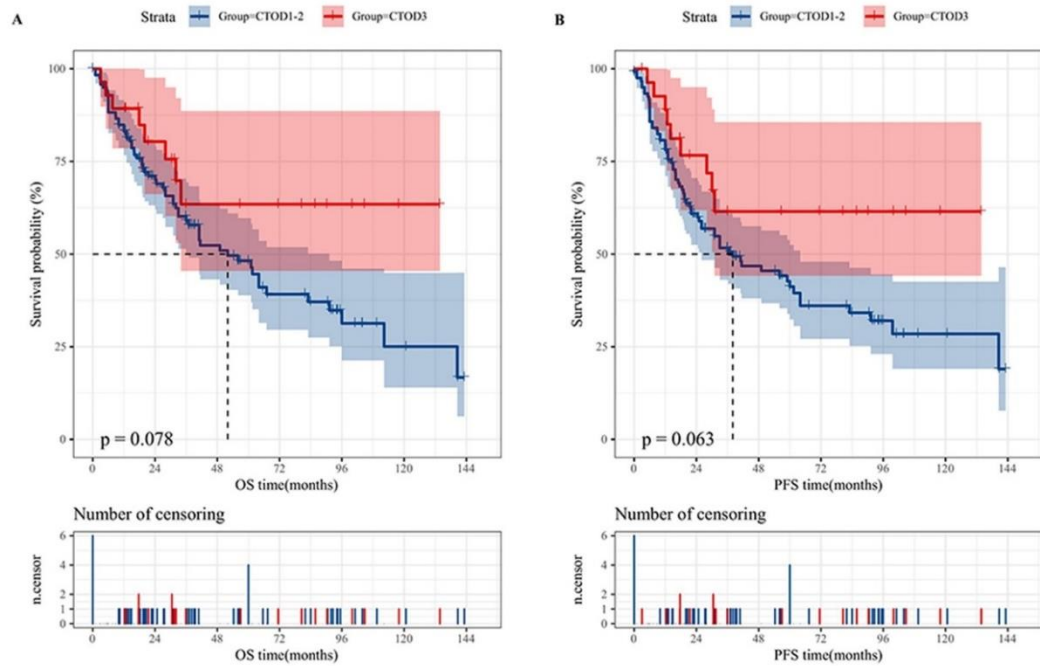 A
Strata
Group=CTOD1-2
Group=CTOD3
Survival probability (%)
100
75
50
25
0
p = 0.078
0 24 48 72 96 120 144
OS time(months)
Number of censoring
n.censor
6
4
2
1
0
0 24 48 72 96 120 144
OS time(months)
B
Strata
Group=CTOD1-2
Group=CTOD3
Survival probability (%)
100
75
50
25
0
p = 0.063
0 24 48 72 96 120 144
PFS time(months)
Number of censoring
n.censor
6
4
2
1
0
0 24 48 72 96 120 144
PFS time(months)